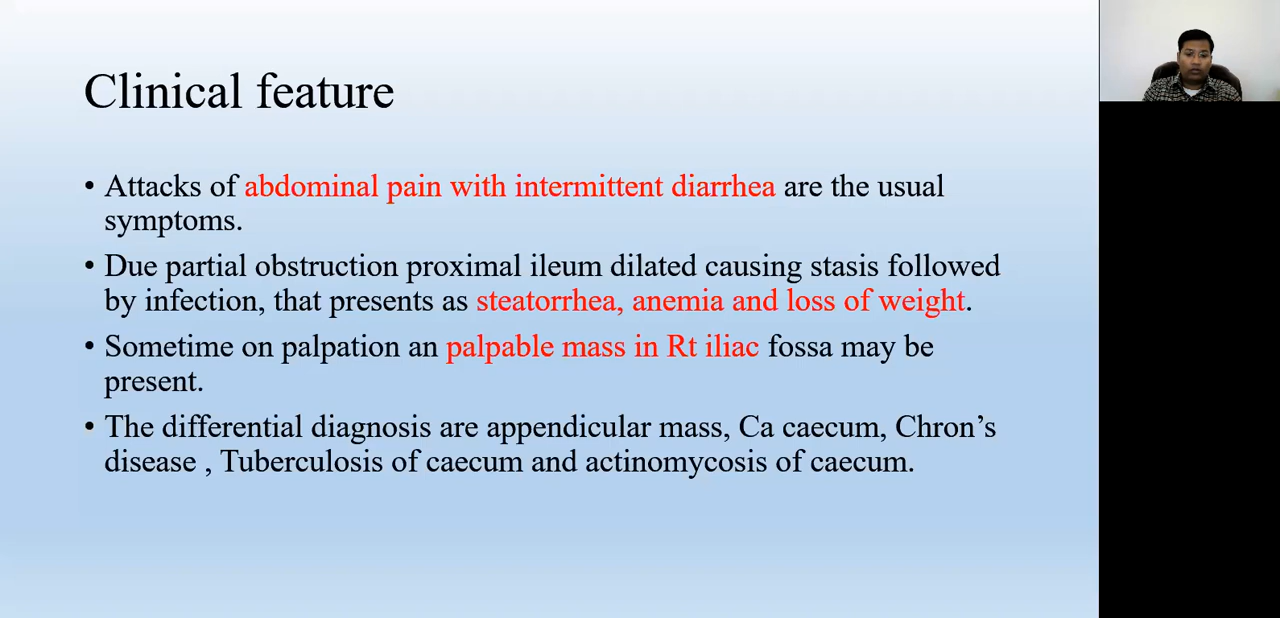 Clinical feature
• Attacks of abdominal pain with intermittent diarrhea are the usual
symptoms.
• Due partial obstruction proximal ileum dilated causing stasis followed
by infection, that presents as steatorrhea, anemia and loss of weight.
• Sometime on palpation an palpable mass in Rt iliac fossa may be
present.
• The differential diagnosis are appendicular mass, Ca caecum, Chron’s
disease , Tuberculosis of caecum and actinomycosis of caecum.